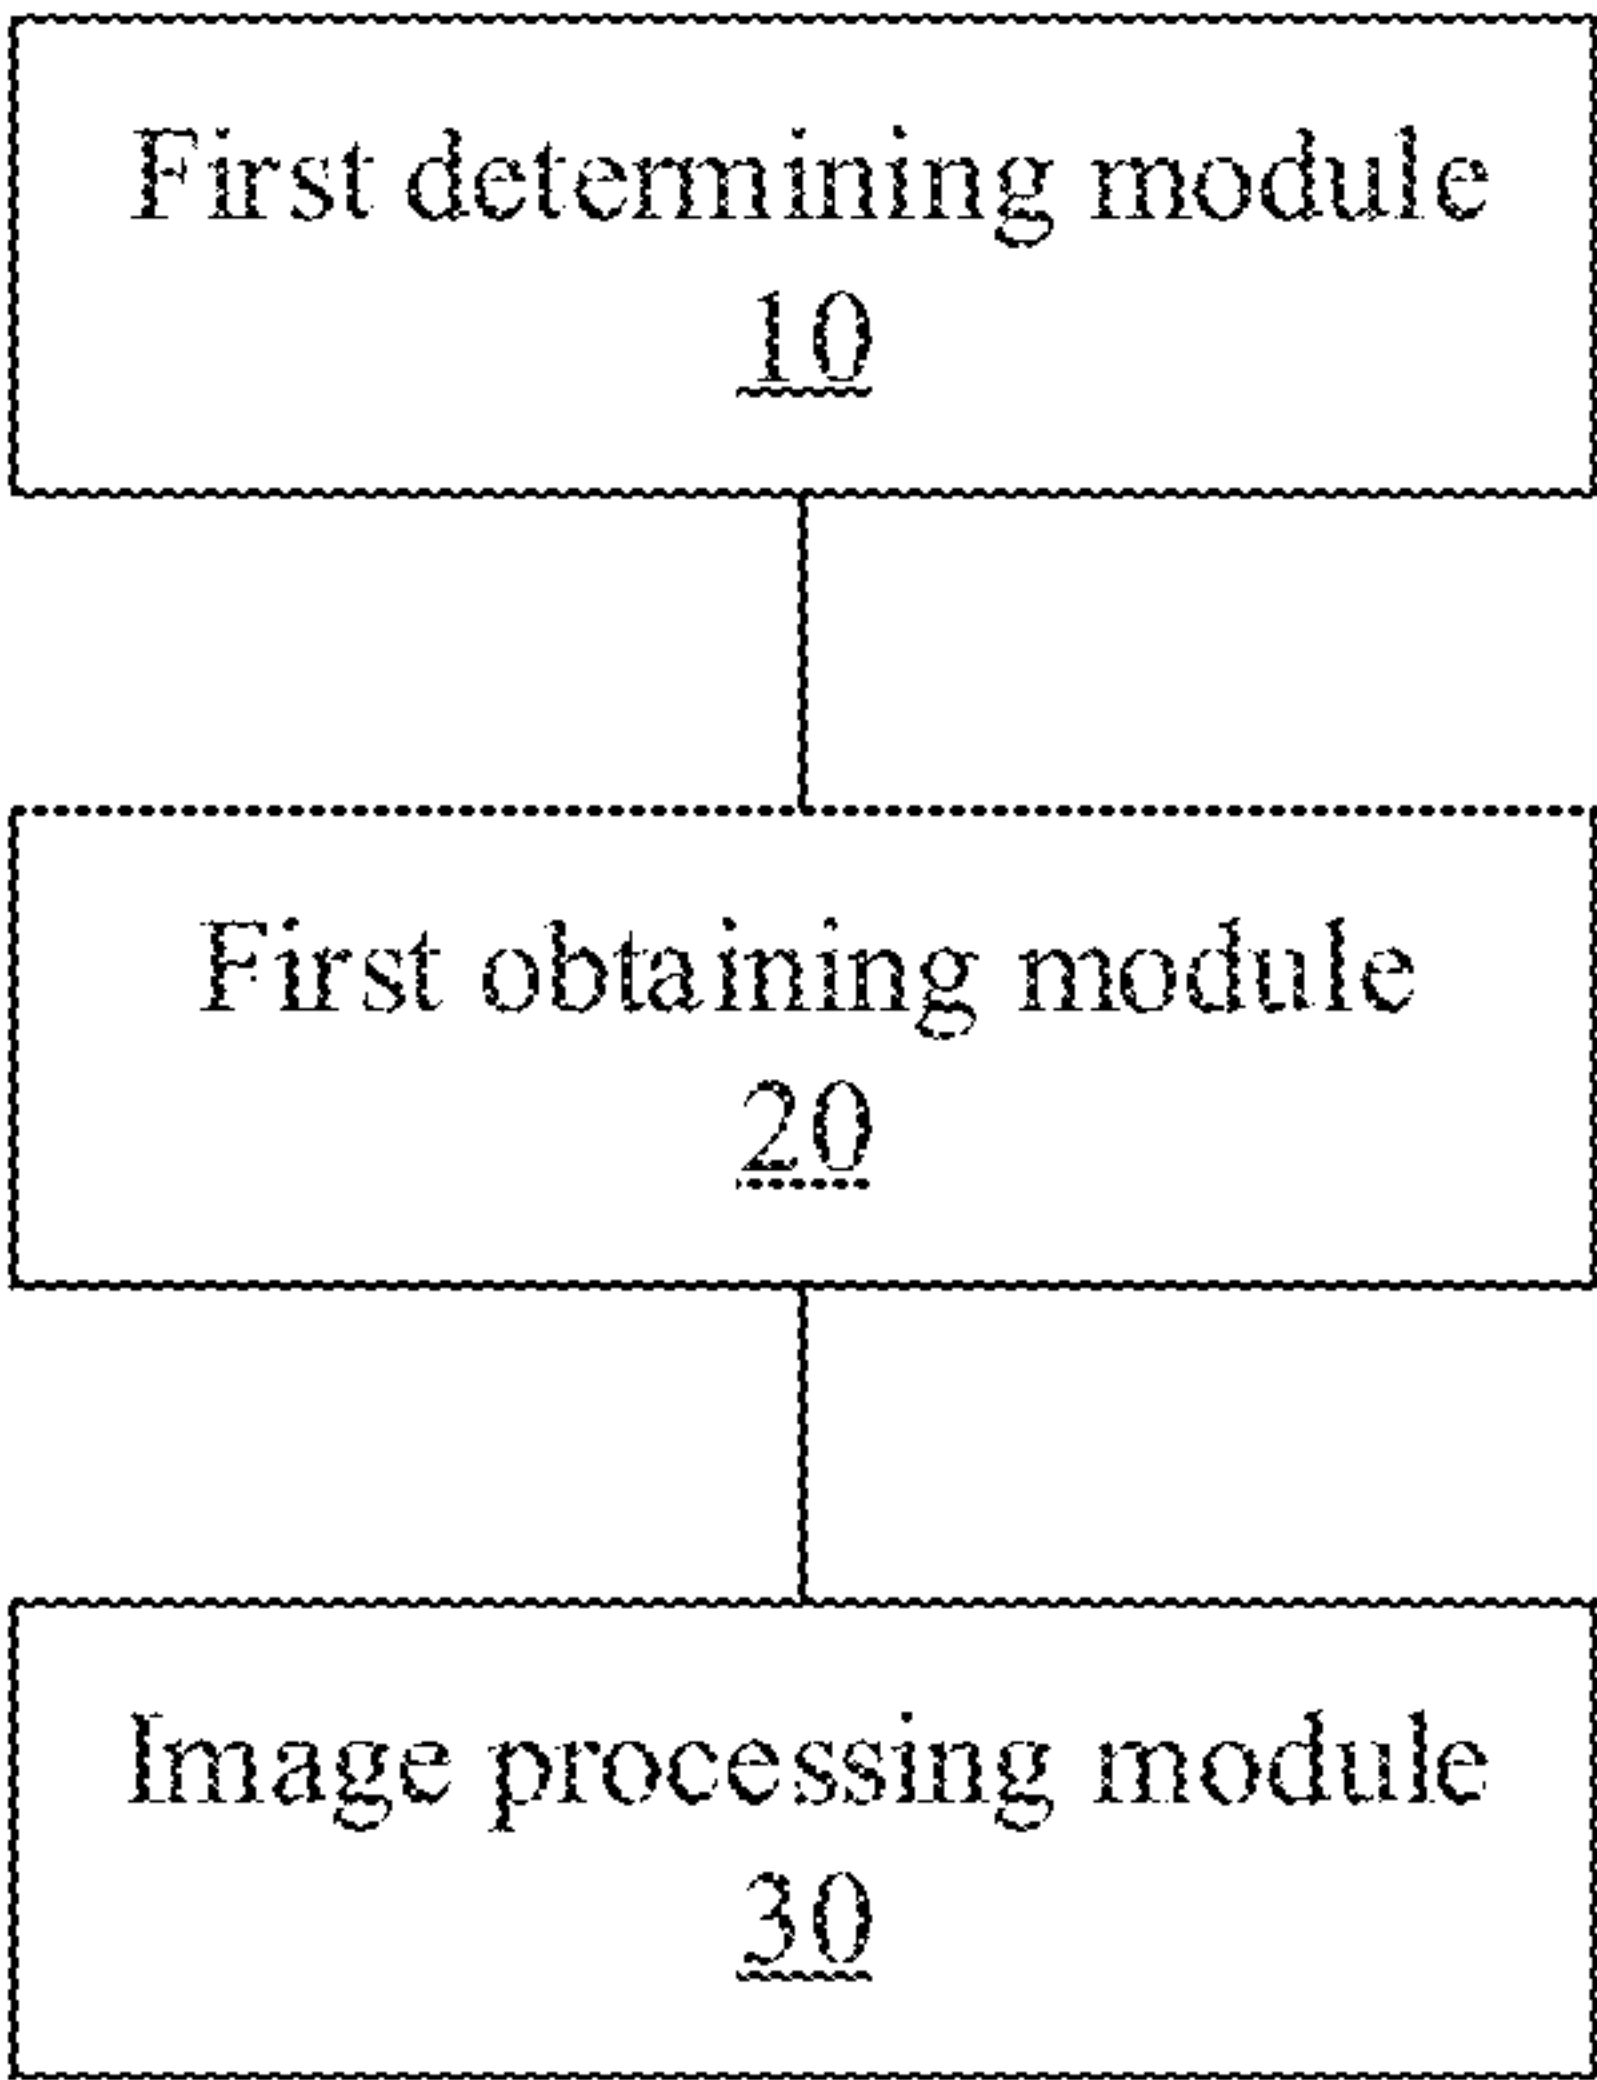 First determining module
10
First obtaining module
20
Image processing module
30